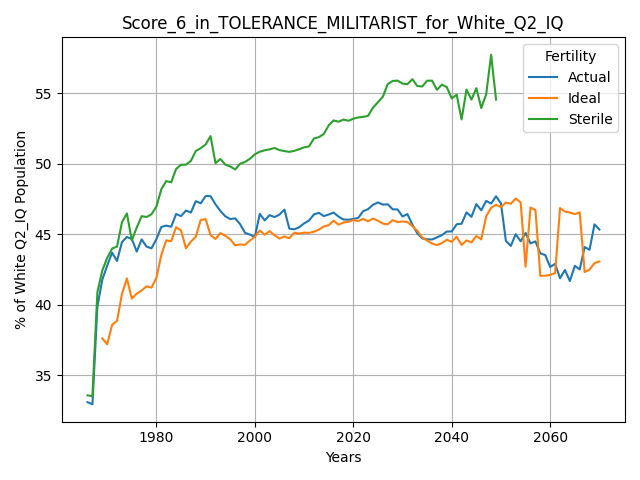 Score_6_in_TOLERANCE_MILITARIST_for_White_Q2_IQ
Fertility
Actual
Ideal
Sterile
% of White Q2_IQ Population
55
50
45
40
35
1980
2000
2020
2040
2060
Years